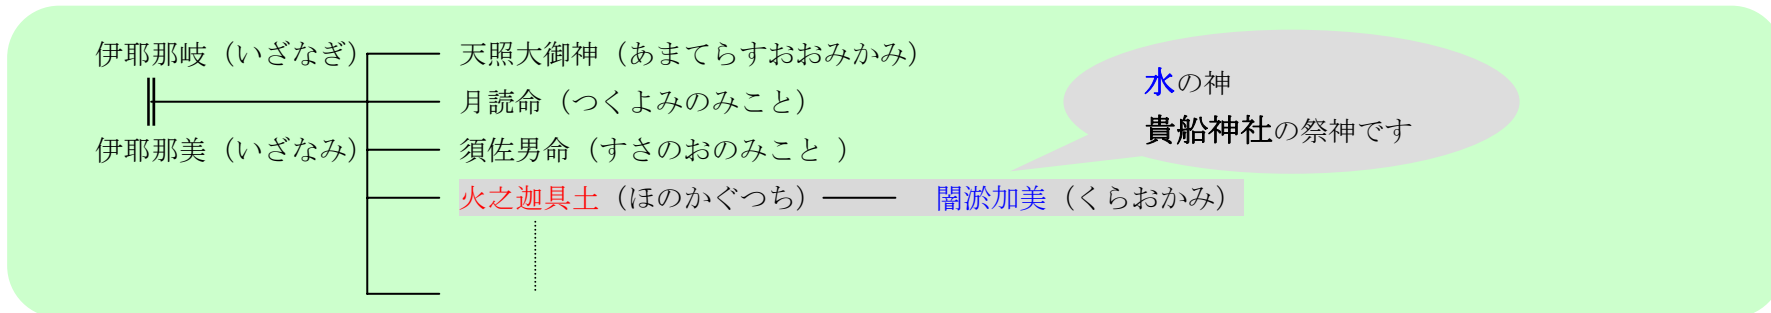 伊耶那岐（いざなぎ） 天照大御神（あまてらすおおみかみ）
月読命（つくよみのみこと）
伊耶那美（いざなみ） 須佐男命（すさのおのみこと ）
火之迦具土（ほのかぐつち） 闇淤加美（くらおかみ）
水の神
貴船神社の祭神です